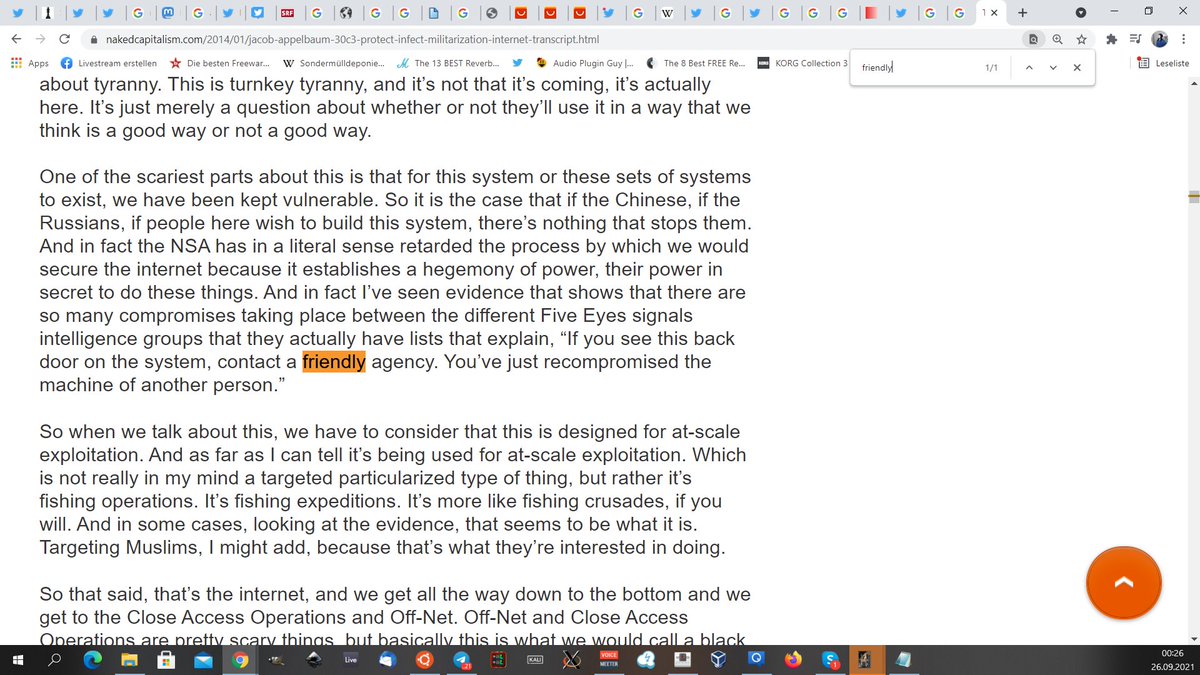 nakedcapitalism.com/2014/01/jacob-appelbaum-30c3-protect-infect-militarization-internet-transcript.html
Apps Livestream erstellen Die besten Freewar... Sondermülldeponie... The 13 BEST Reverb... Audio Plugin Guy |... The 8 Best FREE Re... KORG Collection 3 Leseliste
friendly 1/1
about tyranny. This is turnkey tyranny, and it’s not that it’s coming, it’s actually
here. It’s just merely a question about whether or not they’ll use it in a way that we
think is a good way or not a good way.
One of the scariest parts about this is that for this system or these sets of systems
to exist, we have been kept vulnerable. So it is the case that if the Chinese, if the
Russians, if people here wish to build this system, there’s nothing that stops them.
And in fact the NSA has in a literal sense retarded the process by which we would
secure the internet because it establishes a hegemony of power, their power in
secret to do these things. And in fact I’ve seen evidence that shows that there are
so many compromises taking place between the different Five Eyes signals
intelligence groups that they actually have lists that explain, “If you see this back
door on the system, contact a friendly agency. You’ve just recompromised the
machine of another person.”
So when we talk about this, we have to consider that this is designed for at-scale
exploitation. And as far as I can tell it’s being used for at-scale exploitation. Which
is not really in my mind a targeted particularized type of thing, but rather it’s
fishing operations. It’s fishing expeditions. It’s more like fishing crusades, if you
will. And in some cases, looking at the evidence, that seems to be what it is.
Targeting Muslims, I might add, because that’s what they’re interested in doing.
So that said, that’s the internet, and we get all the way down to the bottom and we
get to the Close Access Operations and Off-Net. Off-Net and Close Access
Operations are pretty scary things, but basically this is what we would call a black
Live
KALI
VOICE
MEETER
00:26
26.09.2021